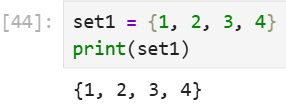 [44]: set1 = {1, 2, 3, 4}
print(set1)
{1, 2, 3, 4}